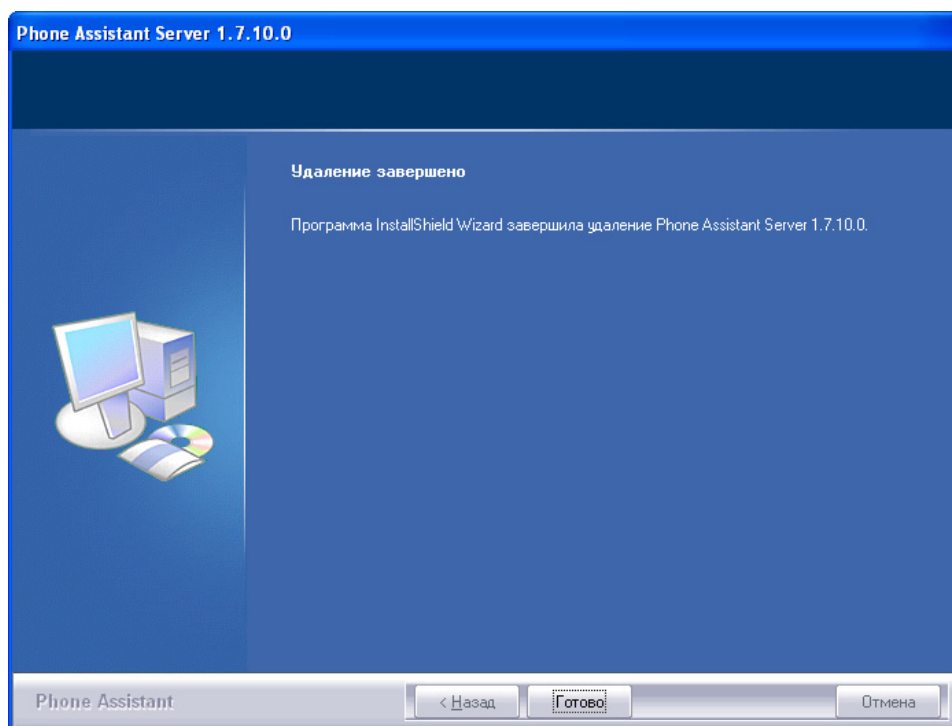 Phone Assistant Server 1.7.10.0
Удаление завершено
Программа InstallShield Wizard завершила удаление Phone Assistant Server 1.7.10.0.
Phone Assistant
< Назад
Готово
Отмена